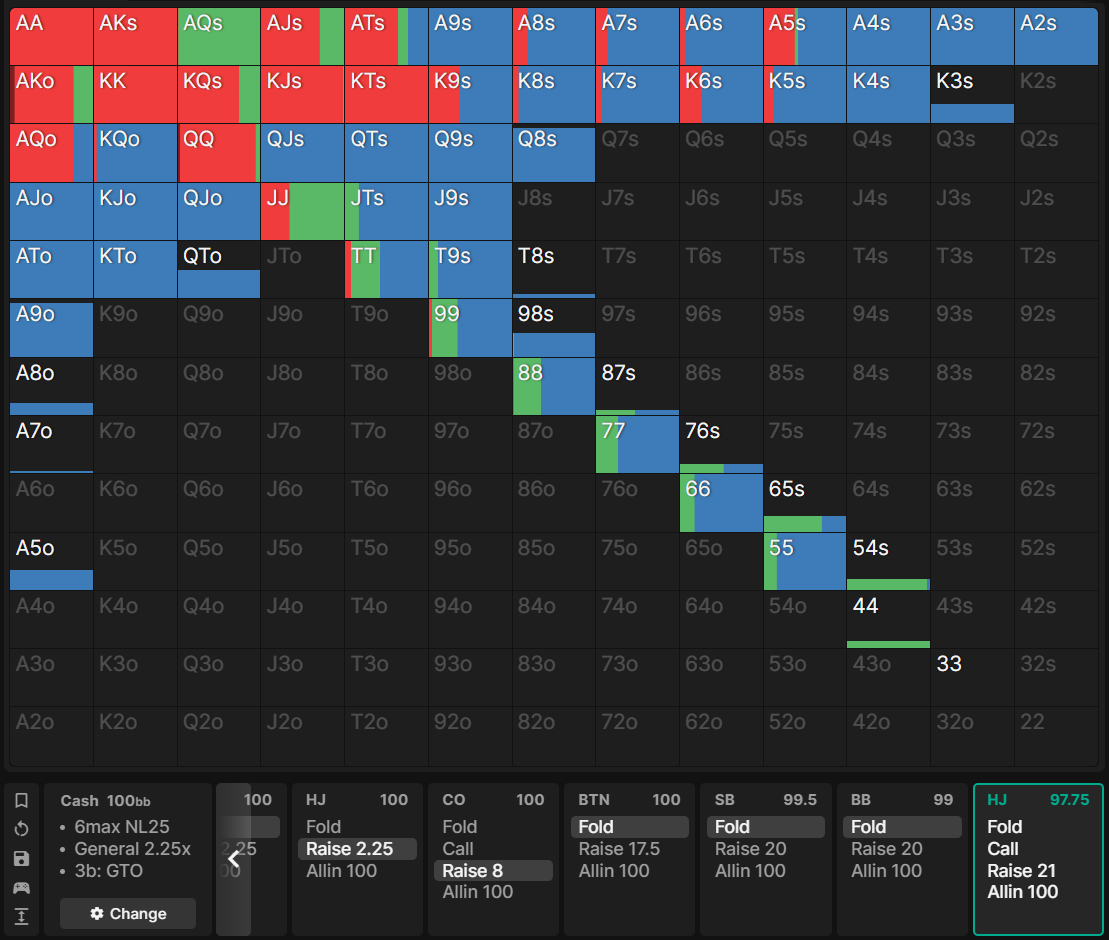 AA AKs AQs AJs ATs A9s A8s A7s A6s A5s A4s A3s A2s
AKo KK KQs KJs KTs K9s K8s K7s K6s K5s K4s K3s K2s
AQo KQo QQ QJs QTs Q9s Q8s Q7s Q6s Q5s Q4s Q3s Q2s
AJo KJo QJo JJ JTs J9s J8s J7s J6s J5s J4s J3s J2s
ATo KTo QTo JTo TT T9s T8s T7s T6s T5s T4s T3s T2s
A9o K9o Q9o J9o T9o 99 98s 97s 96s 95s 94s 93s 92s
A8o K8o Q8o J8o T8o 98o 88 87s 86s 85s 84s 83s 82s
A7o K7o Q7o J7o T7o 97o 87o 77 76s 75s 74s 73s 72s
A6o K6o Q6o J6o T6o 96o 86o 76o 66 65s 64s 63s 62s
A5o K5o Q5o J5o T5o 95o 85o 75o 65o 55 54s 53s 52s
A4o K4o Q4o J4o T4o 94o 84o 74o 64o 54o 44 43s 42s
A3o K3o Q3o J3o T3o 93o 83o 73o 63o 53o 43o 33 32s
A2o K2o Q2o J2o T2o 92o 82o 72o 62o 52o 42o 32o 22
Cash 100bb
• 6max NL25
• General 2.25x
• 3b: GTO
Change
100
2.25
00
HJ 100
Fold
Raise 2.25
Allin 100
CO 100
Fold
Call
Raise 8
Allin 100
BTN 100
Fold
Raise 17.5
Allin 100
SB 99.5
Fold
Raise 20
Allin 100
BB 99
Fold
Raise 20
Allin 100
HJ 97.75
Fold
Call
Raise 21
Allin 100